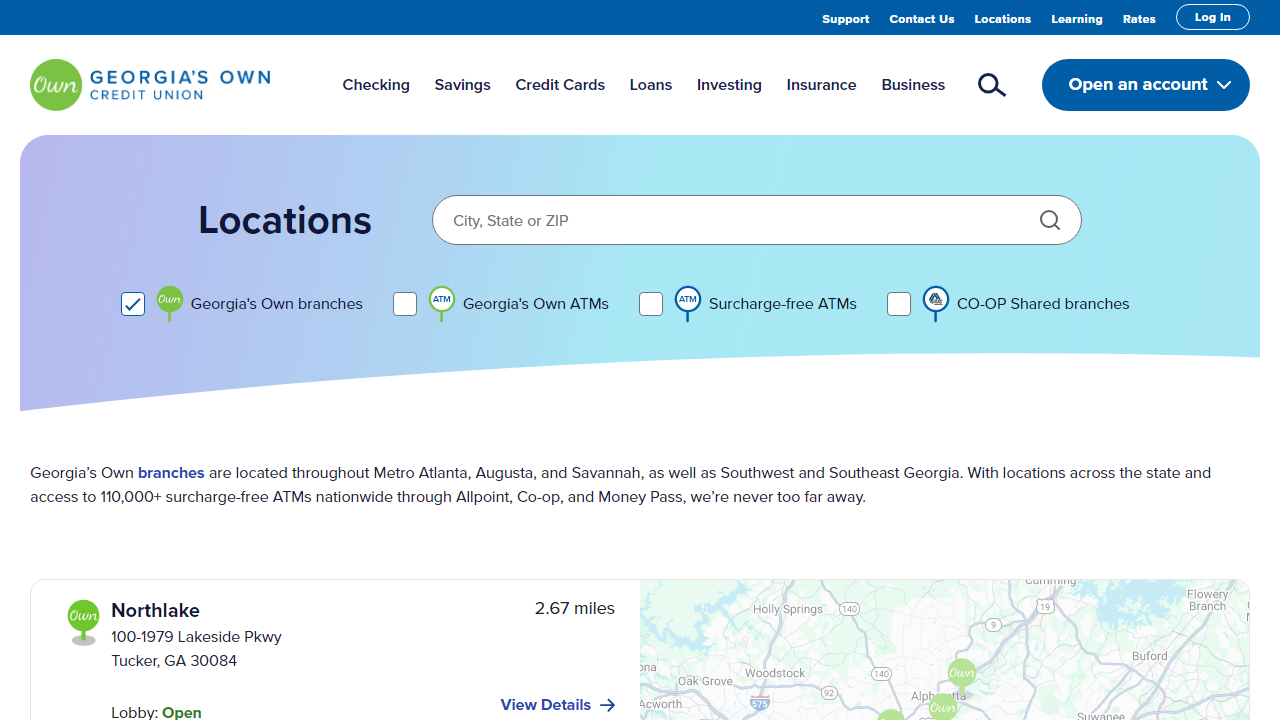 Support Contact Us Locations Learning Rates Log In
Own GEORGIA'S OWN
CREDIT UNION
Checking Savings Credit Cards Loans Investing Insurance Business Open an account
Locations City, State or ZIP
Own Georgia's Own branches ATM Georgia's Own ATMs ATM Surcharge-free ATMs CO-OP Shared branches
Georgia’s Own branches are located throughout Metro Atlanta, Augusta, and Savannah, as well as Southwest and Southeast Georgia. With locations across the state and
access to 110,000+ surcharge-free ATMs nationwide through Allpoint, Co-op, and Money Pass, we’re never too far away.
Own Northlake 2.67 miles
100-1979 Lakeside Pkwy
Tucker, GA 30084
View Details
Lobby: Open
Cumming
Flowery
Branch
Holly Springs 140 19
9
Buford
Woodstock 140
Oak Grove
Own
92
Acworth 575
Own
Suwanee